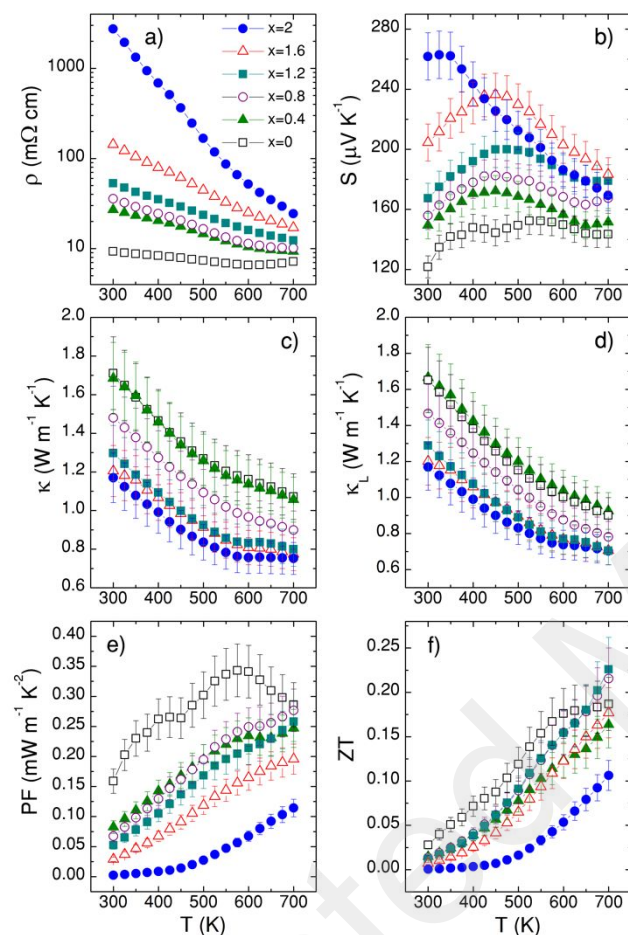 a)
x=2
x=1.6
x=1.2
x=0.8
x=0.4
x=0
1000
100
10
ρ (mΩ cm)
300 400 500 600 700
b)
280
240
200
160
120
S (μV K⁻¹)
300 400 500 600 700
c)
2.0
1.8
1.6
1.4
1.2
1.0
0.8
0.6
κ (W m⁻¹ K⁻¹)
300 400 500 600 700
d)
2.0
1.8
1.6
1.4
1.2
1.0
0.8
0.6
κ_L (W m⁻¹ K⁻¹)
300 400 500 600 700
e)
0.40
0.35
0.30
0.25
0.20
0.15
0.10
0.05
0.00
PF (mW m⁻¹ K⁻²)
300 400 500 600 700
T (K)
f)
0.25
0.20
0.15
0.10
0.05
0.00
ZT
300 400 500 600 700
T (K)